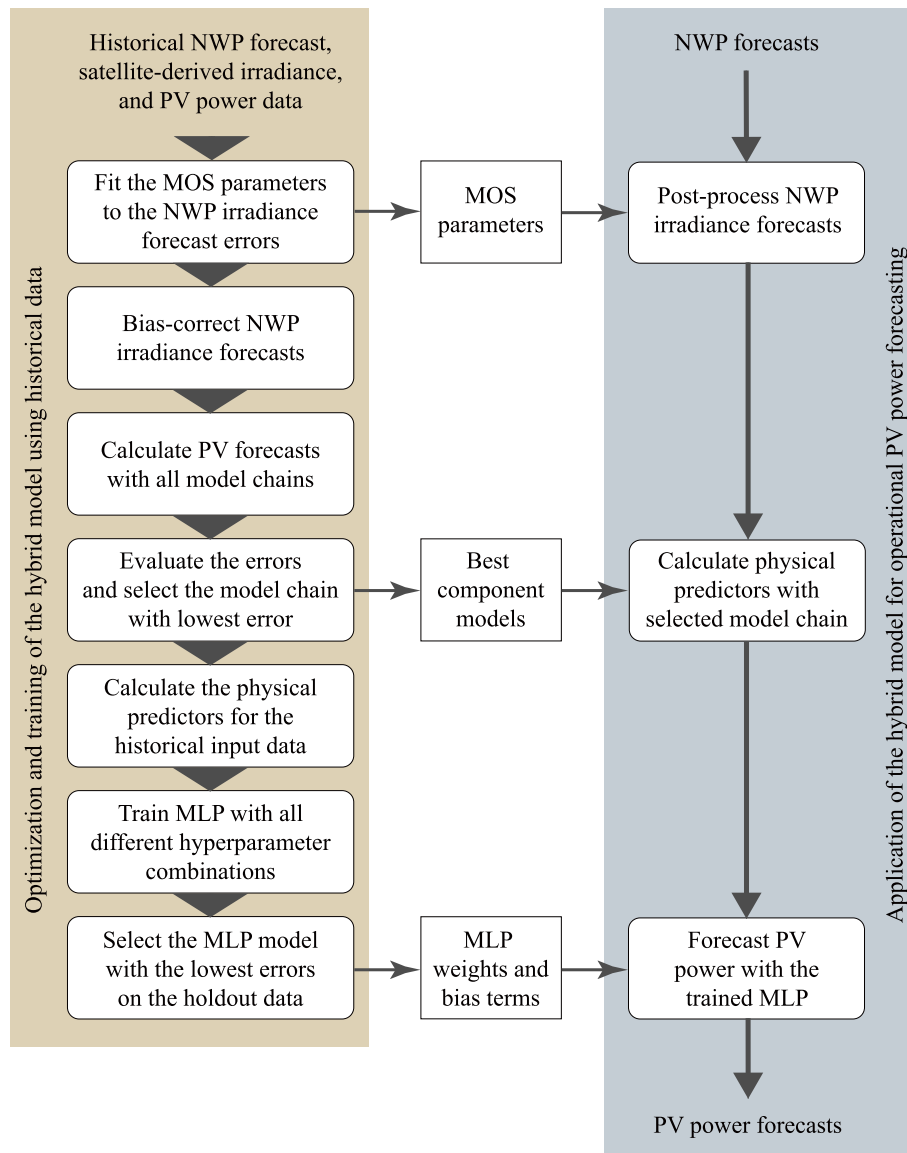 Historical NWP forecast,
satellite-derived irradiance,
and PV power data
Fit the MOS parameters
to the NWP irradiance
forecast errors
Bias-correct NWP
irradiance forecasts
Calculate PV forecasts
with all model chains
Evaluate the errors
and select the model chain
with lowest error
Calculate the physical
predictors for the
historical input data
Train MLP with all
different hyperparameter
combinations
Select the MLP model
with the lowest errors
on the holdout data
Optimization and training of the hybrid model using historical data
MOS
parameters
Best
component
models
MLP
weights and
bias terms
NWP forecasts
Post-process NWP
irradiance forecasts
Calculate physical
predictors with
selected model chain
Forecast PV
power with the
trained MLP
PV power forecasts
Application of the hybrid model for operational PV power forecasting